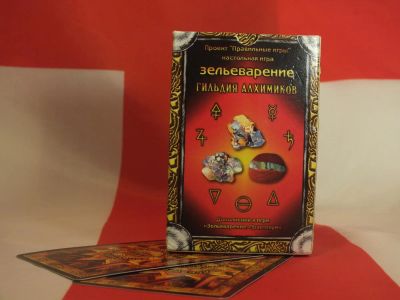 Проект "Правильные игры"
настольная игра
зельеварение
ГИЛЬДИЯ АЛХИМИКОВ
Дополнение к игре
«Зельеварение. Практикум»